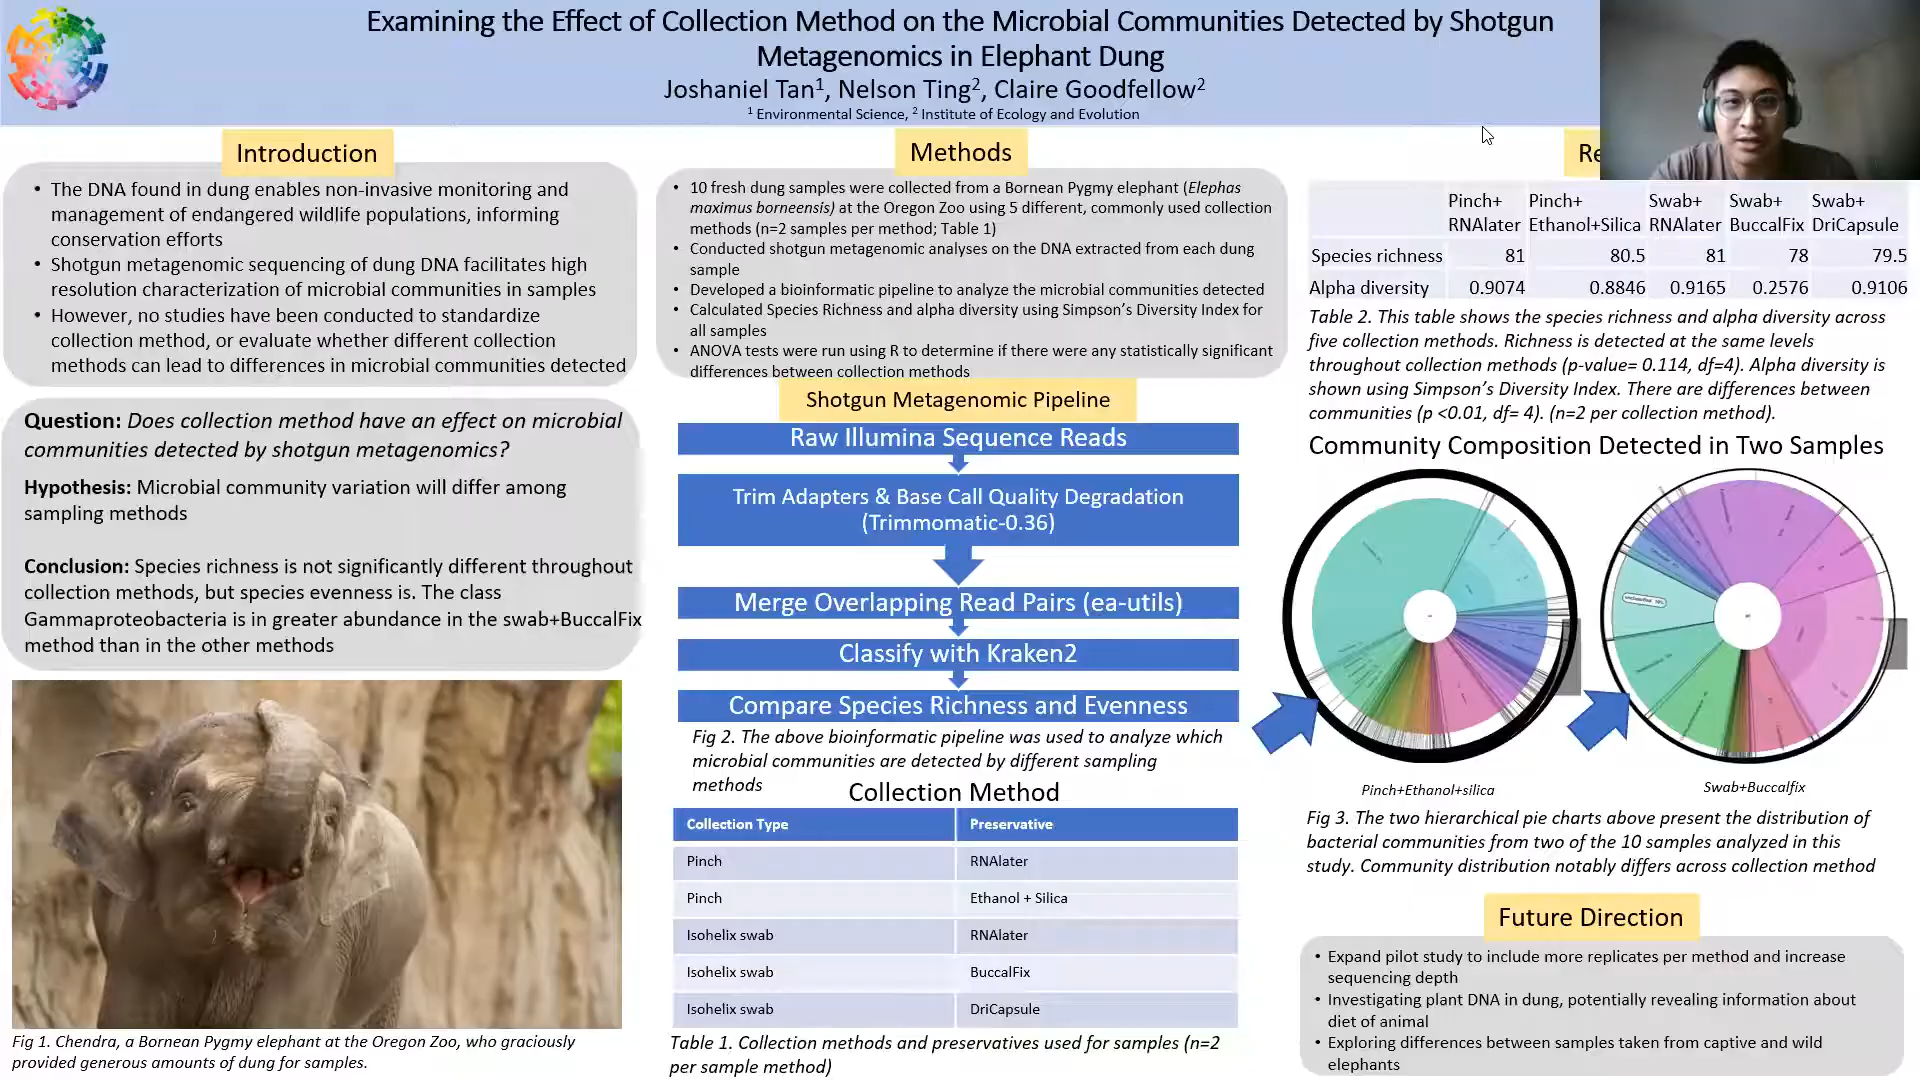 Examining the Effect of Collection Method on the Microbial Communities Detected by Shotgun
Metagenomics in Elephant Dung
Joshaniel Tan1, Nelson Ting2, Claire Goodfellow2
1 Environmental Science, 2 Institute of Ecology and Evolution
Introduction
• The DNA found in dung enables non-invasive monitoring and
management of endangered wildlife populations, informing
conservation efforts
• Shotgun metagenomic sequencing of dung DNA facilitates high
resolution characterization of microbial communities in samples
• However, no studies have been conducted to standardize
collection method, or evaluate whether different collection
methods can lead to differences in microbial communities detected
Question: Does collection method have an effect on microbial
communities detected by shotgun metagenomics?
Hypothesis: Microbial community variation will differ among
sampling methods
Conclusion: Species richness is not significantly different throughout
collection methods, but species evenness is. The class
Gammaproteobacteria is in greater abundance in the swab+BuccalFix
method than in the other methods
Fig 1. Chendra, a Bornean Pygmy elephant at the Oregon Zoo, who graciously
provided generous amounts of dung for samples.
Methods
• 10 fresh dung samples were collected from a Bornean Pygmy elephant (Elephas
maximus borneensis) at the Oregon Zoo using 5 different, commonly used collection
methods (n=2 samples per method; Table 1)
• Conducted shotgun metagenomic analyses on the DNA extracted from each dung
sample
• Developed a bioinformatic pipeline to analyze the microbial communities detected
• Calculated Species Richness and alpha diversity using Simpson's Diversity Index for
all samples
• ANOVA tests were run using R to determine if there were any statistically significant
differences between collection methods
Shotgun Metagenomic Pipeline
Raw Illumina Sequence Reads
Trim Adapters & Base Call Quality Degradation
(Trimmomatic-0.36)
Merge Overlapping Read Pairs (ea-utils)
Classify with Kraken2
Compare Species Richness and Evenness
Fig 2. The above bioinformatic pipeline was used to analyze which
microbial communities are detected by different sampling
methods
Collection Method
Collection Type Preservative
Pinch RNAlater
Pinch Ethanol + Silica
Isohelix swab RNAlater
Isohelix swab BuccalFix
Isohelix swab DriCapsule
Table 1. Collection methods and preservatives used for samples (n=2
per sample method)
Re
Pinch+ Pinch+ Swab+ Swab+ Swab+
RNAlater Ethanol+Silica RNAlater BuccalFix DriCapsule
Species richness 81 80.5 81 78 79.5
Alpha diversity 0.9074 0.8846 0.9165 0.2576 0.9106
Table 2. This table shows the species richness and alpha diversity across
five collection methods. Richness is detected at the same levels
throughout collection methods (p-value= 0.114, df=4). Alpha diversity is
shown using Simpson's Diversity Index. There are differences between
communities (p <0.01, df= 4). (n=2 per collection method).
Community Composition Detected in Two Samples
Pinch+Ethanol+silica
Swab+Buccalfix
Fig 3. The two hierarchical pie charts above present the distribution of
bacterial communities from two of the 10 samples analyzed in this
study. Community distribution notably differs across collection method
Future Direction
• Expand pilot study to include more replicates per method and increase
sequencing depth
• Investigating plant DNA in dung, potentially revealing information about
diet of animal
• Exploring differences between samples taken from captive and wild
elephants